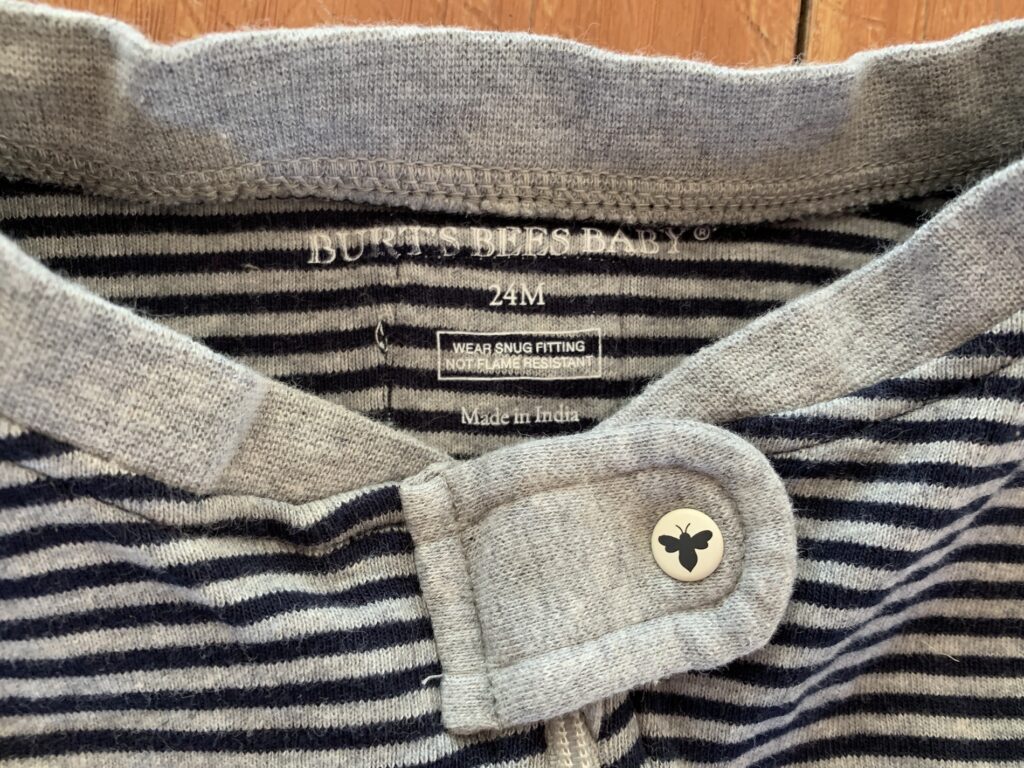 BURT'S BEES BABY®
24M
WEAR SNUG FITTING
NOT FLAME RESISTANT
Made in India